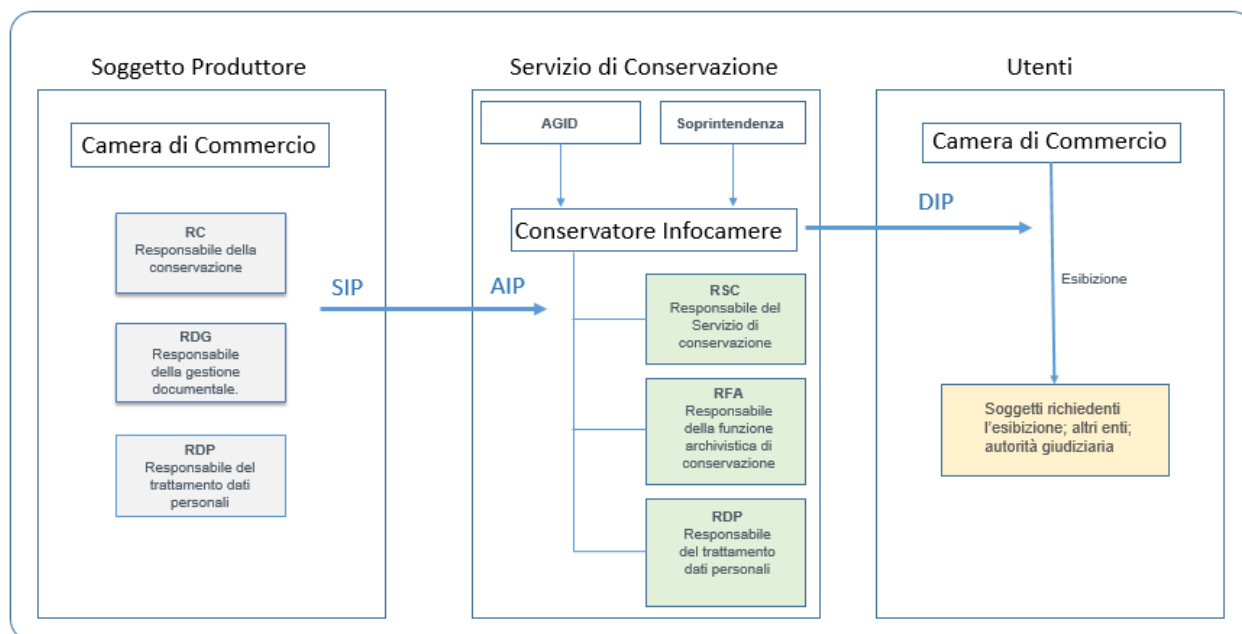 Soggetto Produttore
Camera di Commercio
RC
Responsabile della
conservazione
RDG
Responsabile
della gestione
documentale.
RDP
Responsabile del
trattamento dati
personali
SIP
Servizio di Conservazione
AGID
Soprintendenza
Conservatore Infocamere
AIP
RSC
Responsabile del
Servizio di
conservazione
RFA
Responsabile
della funzione
archivistica di
conservazione
RDP
Responsabile
del trattamento
dati personali
DIP
Utenti
Camera di Commercio
Esibizione
Soggetti richiedenti
l'esibizione; altri enti;
autorità giudiziaria